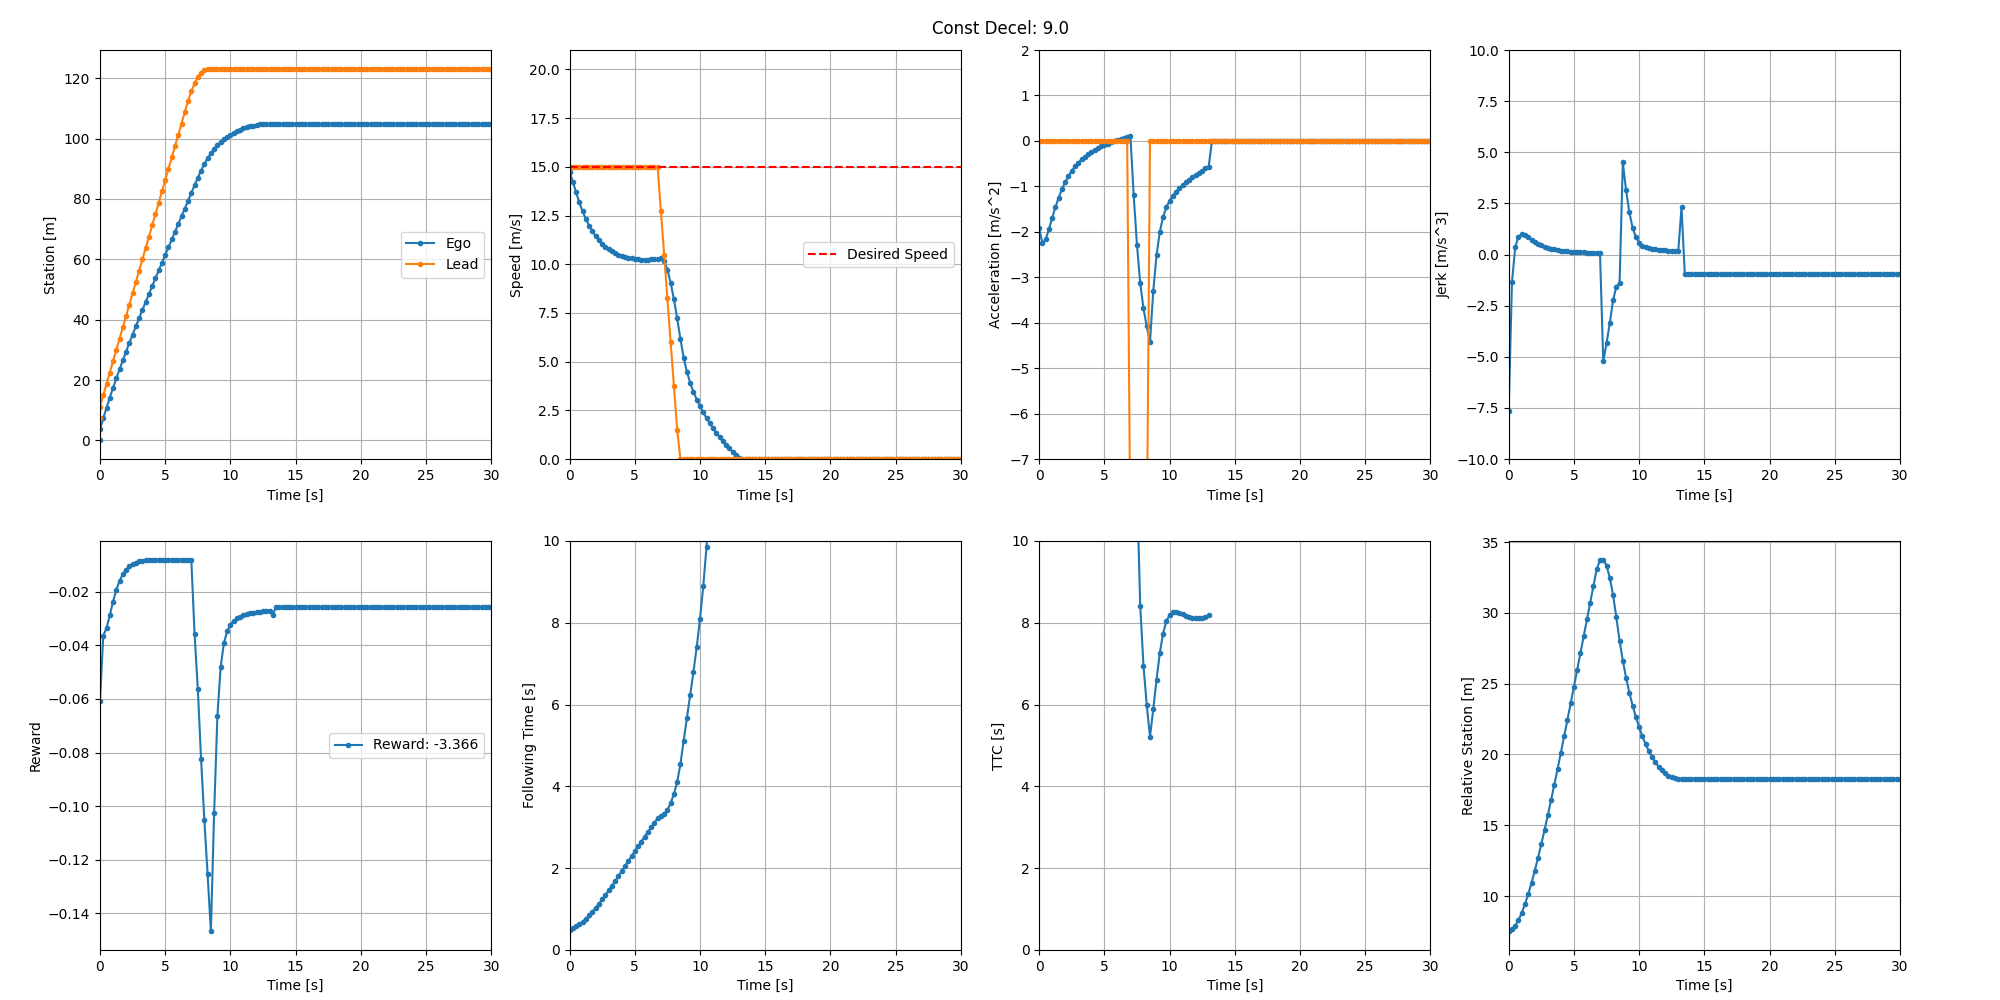 Const Decel: 9.0
120
100
80
60
40
20
0
Station [m]
Ego
Lead
0 5 10 15 20 25 30
Time [s]
20.0
17.5
15.0
12.5
10.0
7.5
5.0
2.5
0.0
Speed [m/s]
Desired Speed
0 5 10 15 20 25 30
Time [s]
2
1
0
−1
−2
−3
−4
−5
−6
−7
Acceleration [m/s^2]
0 5 10 15 20 25 30
Time [s]
10.0
7.5
5.0
2.5
0.0
−2.5
−5.0
−7.5
−10.0
Jerk [m/s^3]
0 5 10 15 20 25 30
Time [s]
−0.02
−0.04
−0.06
−0.08
−0.10
−0.12
−0.14
Reward
Reward: -3.366
0 5 10 15 20 25 30
Time [s]
10
8
6
4
2
0
Following Time [s]
0 5 10 15 20 25 30
Time [s]
10
8
6
4
2
0
TTC [s]
0 5 10 15 20 25 30
Time [s]
35
30
25
20
15
10
Relative Station [m]
0 5 10 15 20 25 30
Time [s]